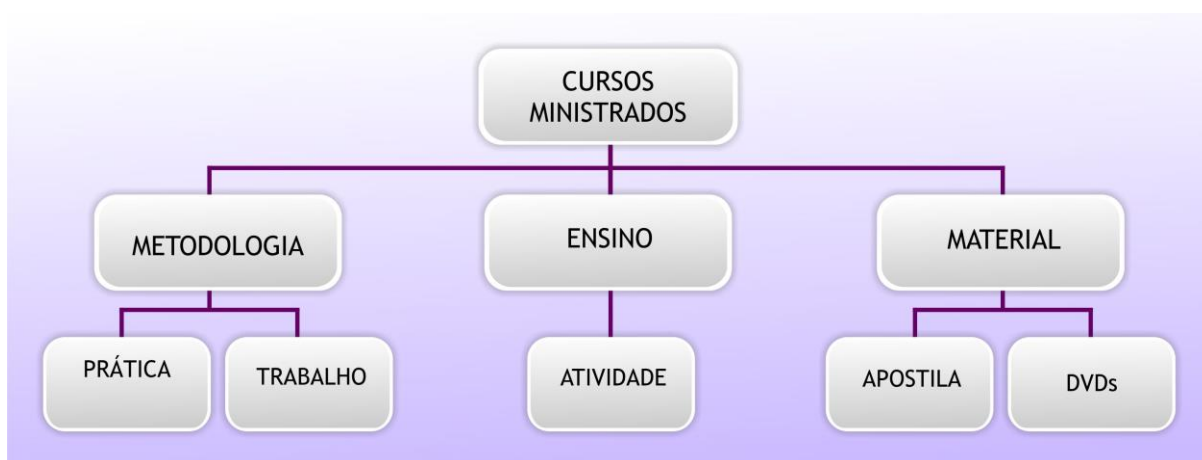 CURSOS
MINISTRADOS
METODOLOGIA
ENSINO
MATERIAL
PRÁTICA
TRABALHO
ATIVIDADE
APOSTILA
DVDs